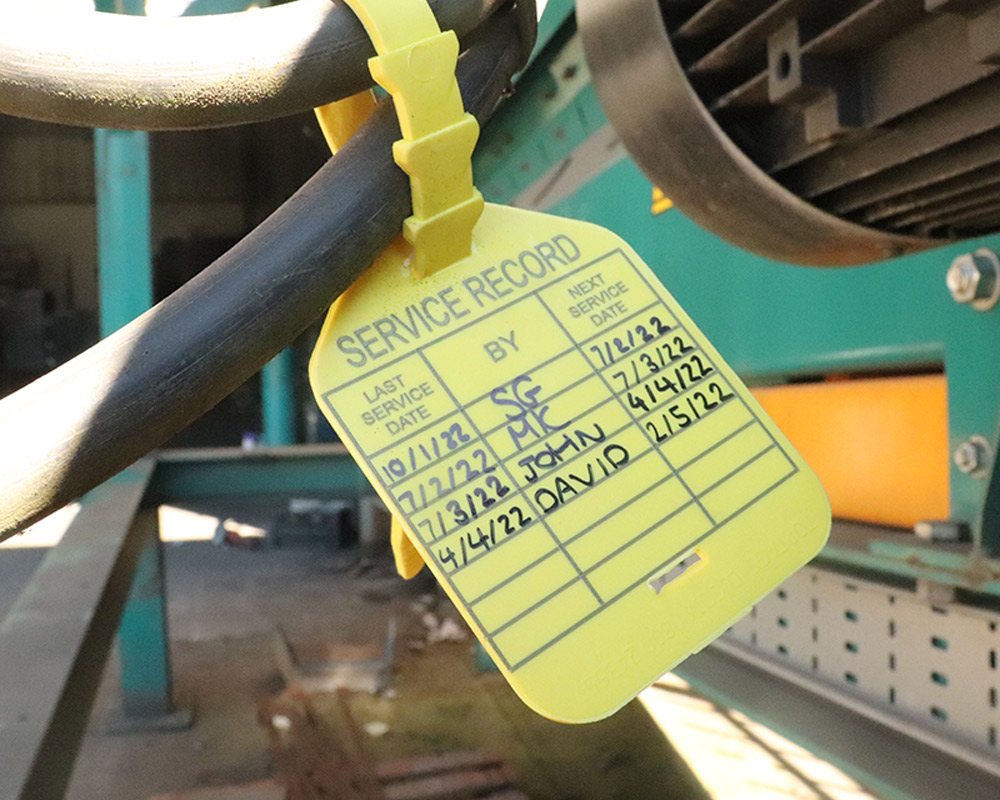 SERVICE RECORD
LAST SERVICE DATE BY NEXT SERVICE DATE
10/1/22 SG 7/2/22
7/2/22 MC 7/3/22
7/3/22 JOHN 4/4/22
4/4/22 DAVID 2/5/22